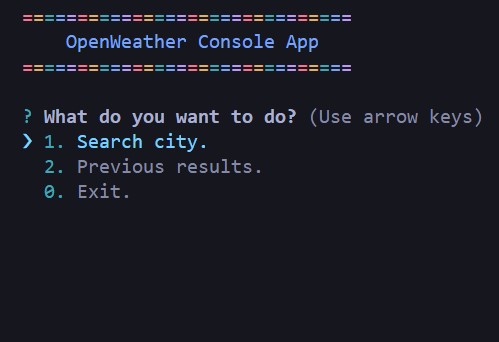 ==============================
OpenWeather Console App
==============================
? What do you want to do? (Use arrow keys)
❯ 1. Search city.
2. Previous results.
0. Exit.